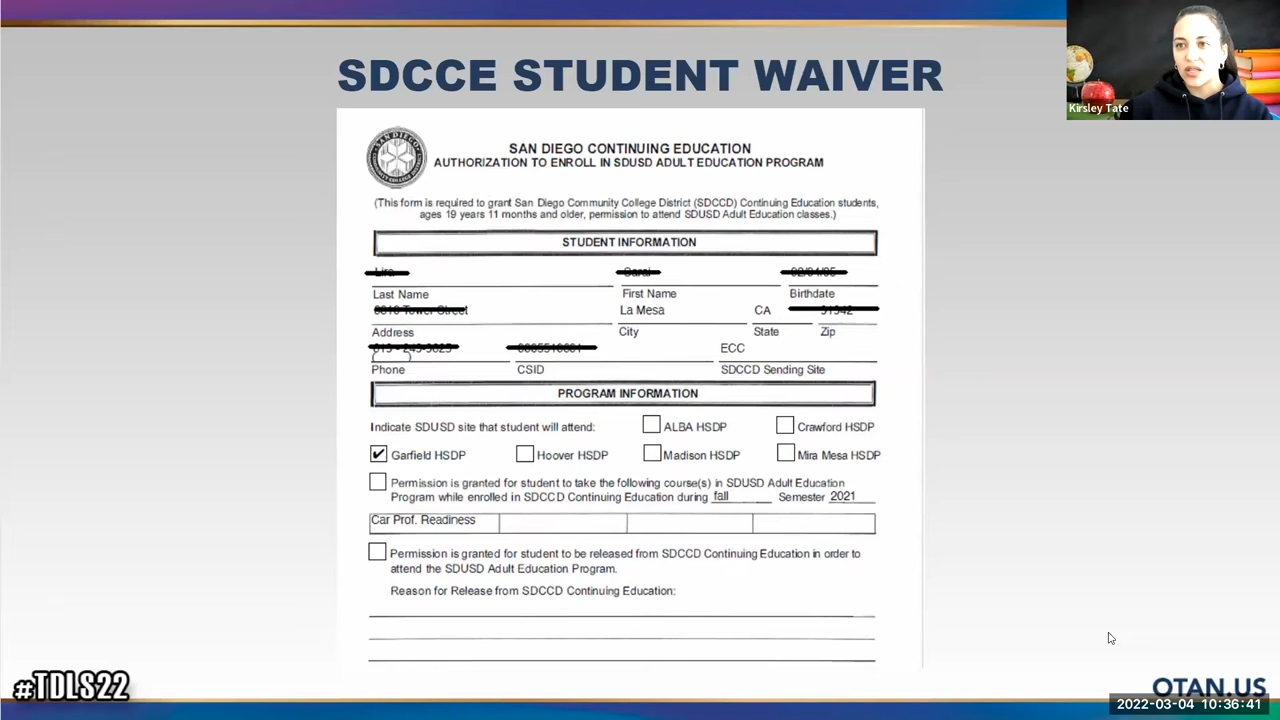 SDCCE STUDENT WAIVER
Kirsley Tate
SAN DIEGO CONTINUING EDUCATION
AUTHORIZATION TO ENROLL IN SDUSD ADULT EDUCATION PROGRAM
(This form is required to grant San Diego Community College District (SDCCD) Continuing Education students,
ages 19 years 11 months and older, permission to attend SDUSD Adult Education classes.)
STUDENT INFORMATION
Last Name First Name Birthdate
La Mesa CA
Address City State Zip
ECC
Phone CSID SDCCD Sending Site
PROGRAM INFORMATION
Indicate SDUSD site that student will attend: ALBA HSDP Crawford HSDP
Garfield HSDP Hoover HSDP Madison HSDP Mira Mesa HSDP
Permission is granted for student to take the following course(s) in SDUSD Adult Education
Program while enrolled in SDCCD Continuing Education during fall Semester 2021
Car Prof. Readiness
Permission is granted for student to be released from SDCCD Continuing Education in order to
attend the SDUSD Adult Education Program.
Reason for Release from SDCCD Continuing Education:
#TDLS22
OTAN.US
2022-03-04 10:36:41